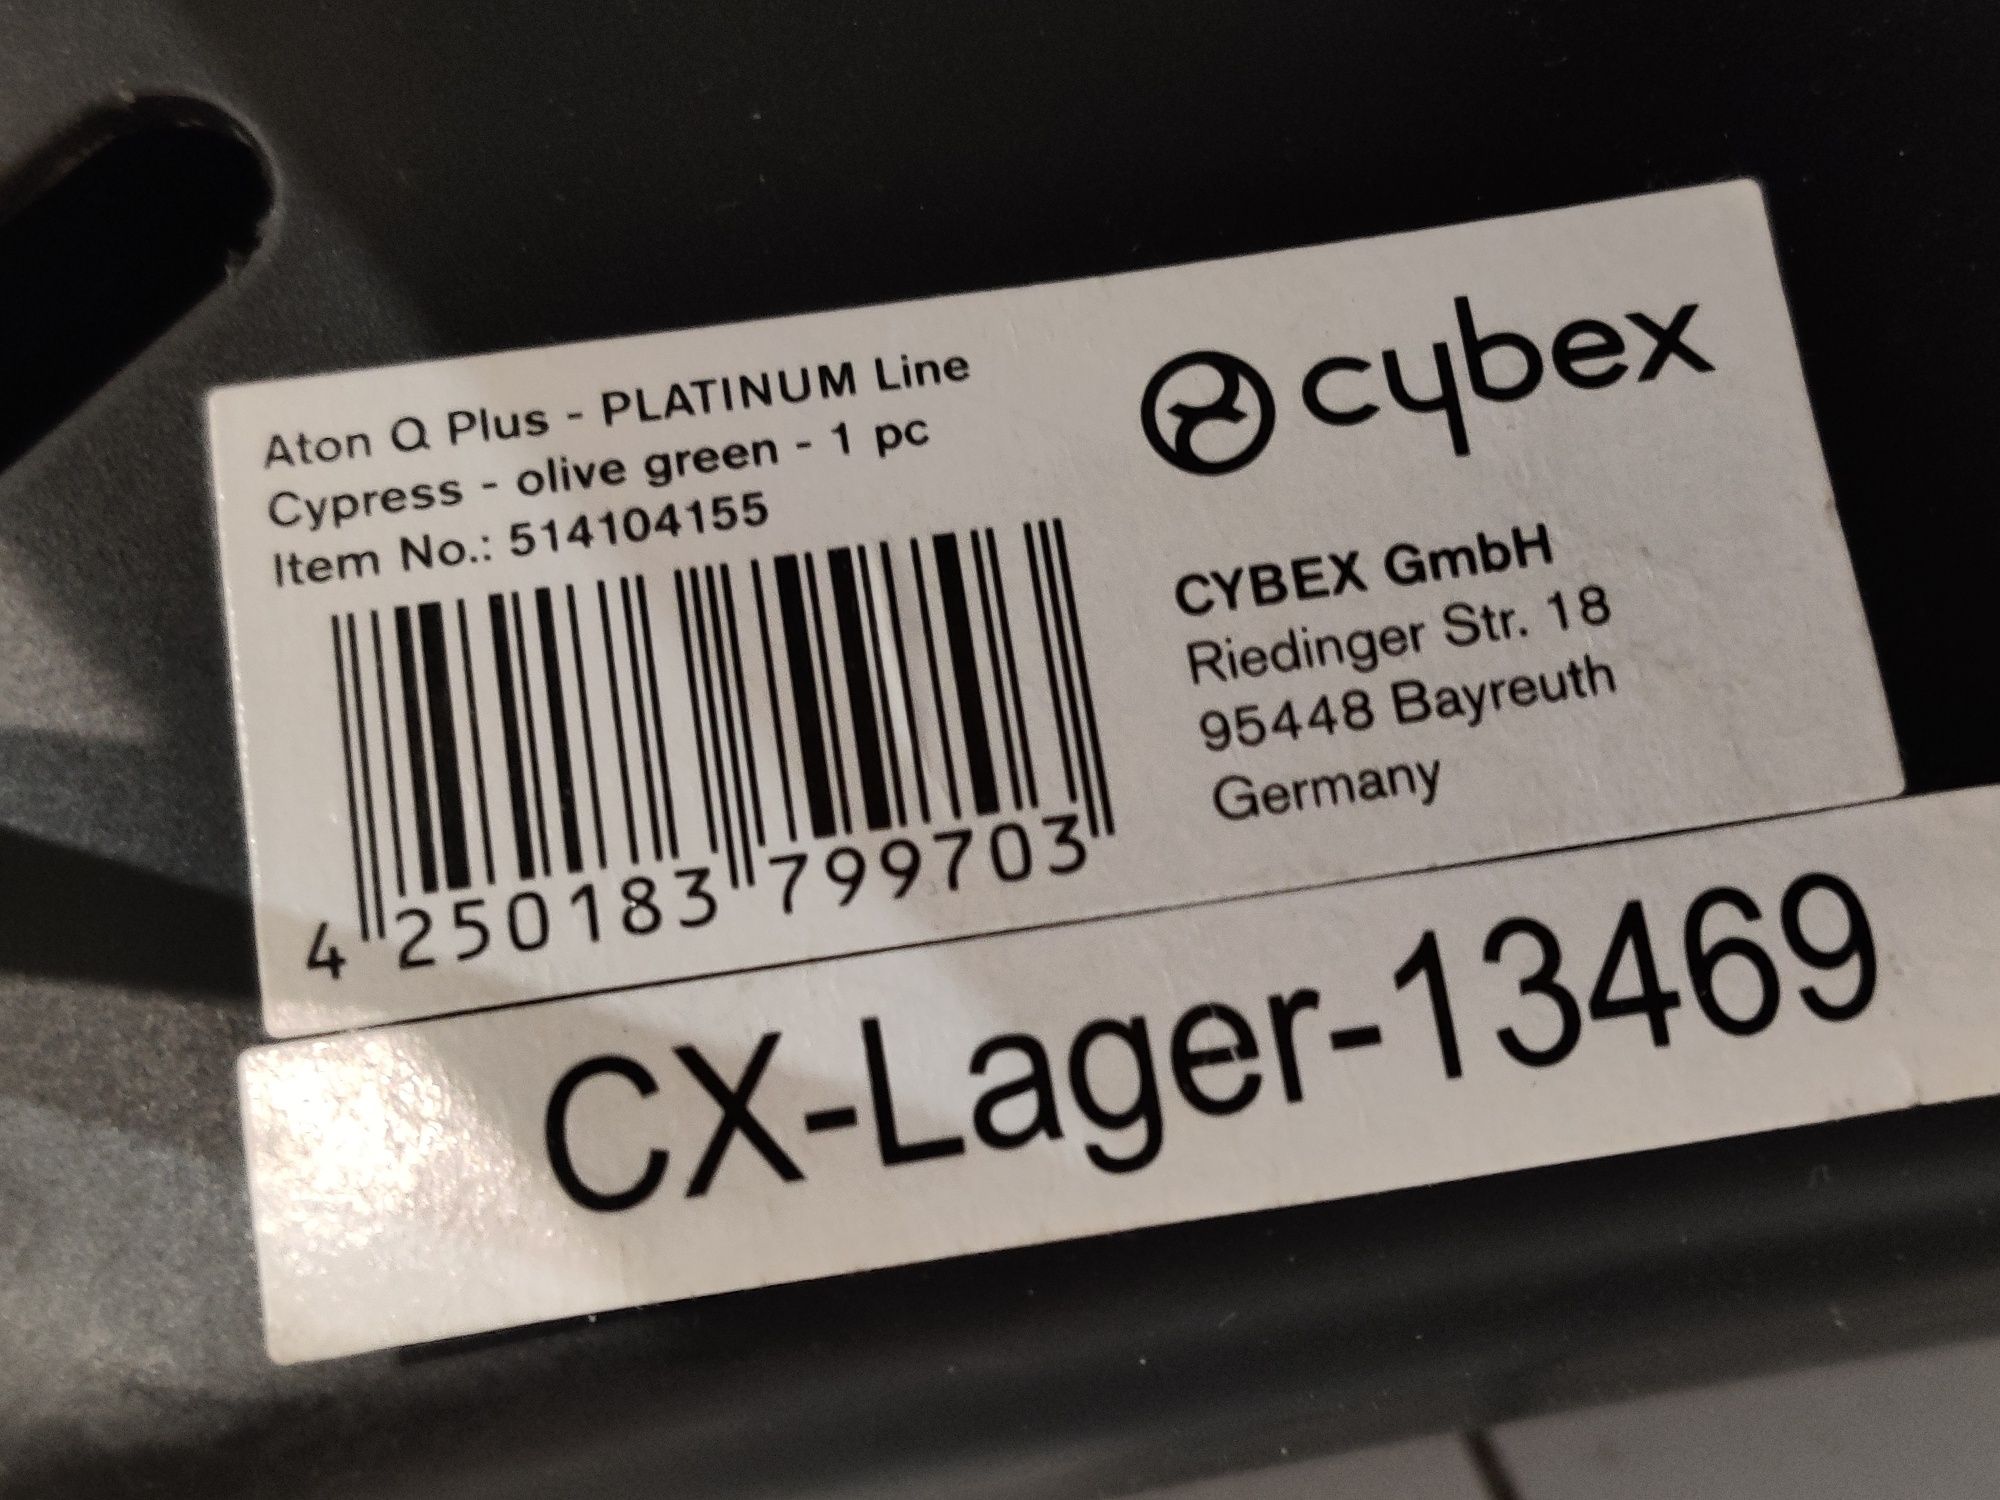 Aton Q Plus - PLATINUM Line
Cypress - olive green - 1 pc
Item No.: 514104155
4 250183 799703
cybex
CYBEX GmbH
Riedinger Str. 18
95448 Bayreuth
Germany
CX-Lager-13469